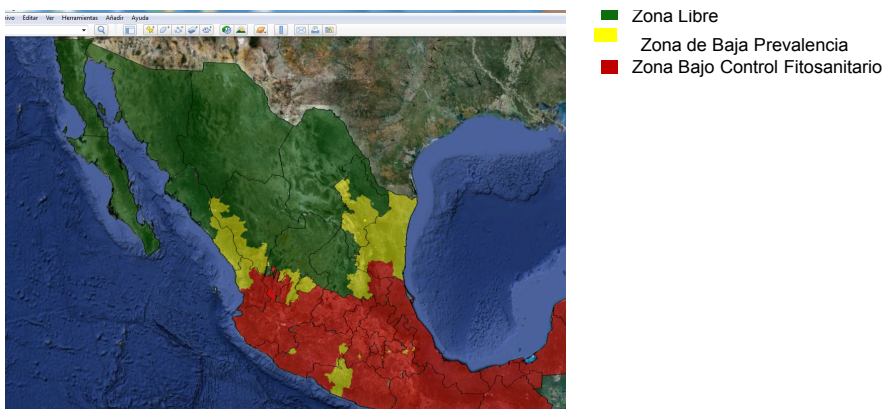 ivo Editar Ver Herramientas Añadir Ayuda
Zona Libre
Zona de Baja Prevalencia
Zona Bajo Control Fitosanitario